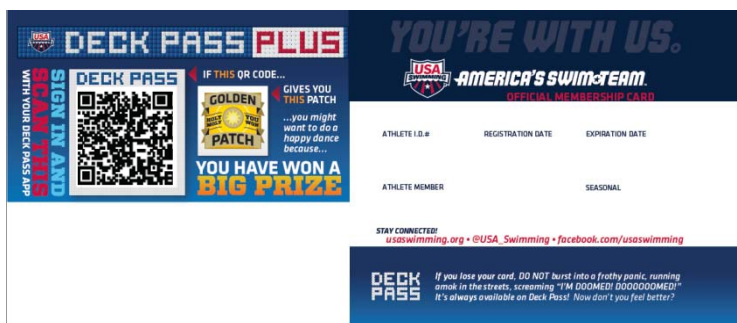 DECK PASS PLUS
SIGN IN AND
SCAN THIS
WITH YOUR DECK PASS APP
DECK PASS
IF THIS QR CODE...
GIVES YOU
THIS PATCH
GOLDEN
HOLY
MOLY
YOU
WON
PATCH
...you might
want to do a
happy dance
because...
YOU HAVE WON A
BIG PRIZE
YOU'RE WITH US.
USA
SWIMMING
AMERICA'S SWIM TEAM.
OFFICIAL MEMBERSHIP CARD
ATHLETE I.D.# REGISTRATION DATE EXPIRATION DATE
ATHLETE MEMBER SEASONAL
STAY CONNECTED!
usaswimming.org • @USA_Swimming • facebook.com/usaswimming
DECK
PASS
If you lose your card, DO NOT burst into a frothy panic, running
amok in the streets, screaming "I'M DOOMED! DOOOOOOMED!"
It's always available on Deck Pass! Now don't you feel better?